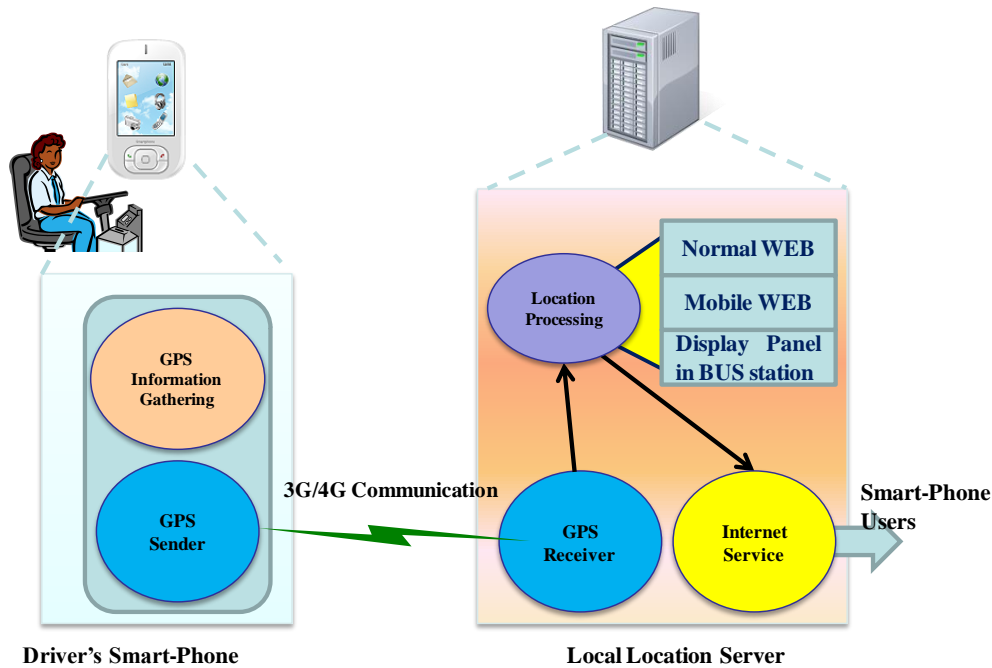 GPS
Information
Gathering
GPS
Sender
Driver's Smart-Phone
3G/4G Communication
Location
Processing
Normal WEB
Mobile WEB
Display Panel
in BUS station
GPS
Receiver
Internet
Service
Smart-Phone
Users
Local Location Server